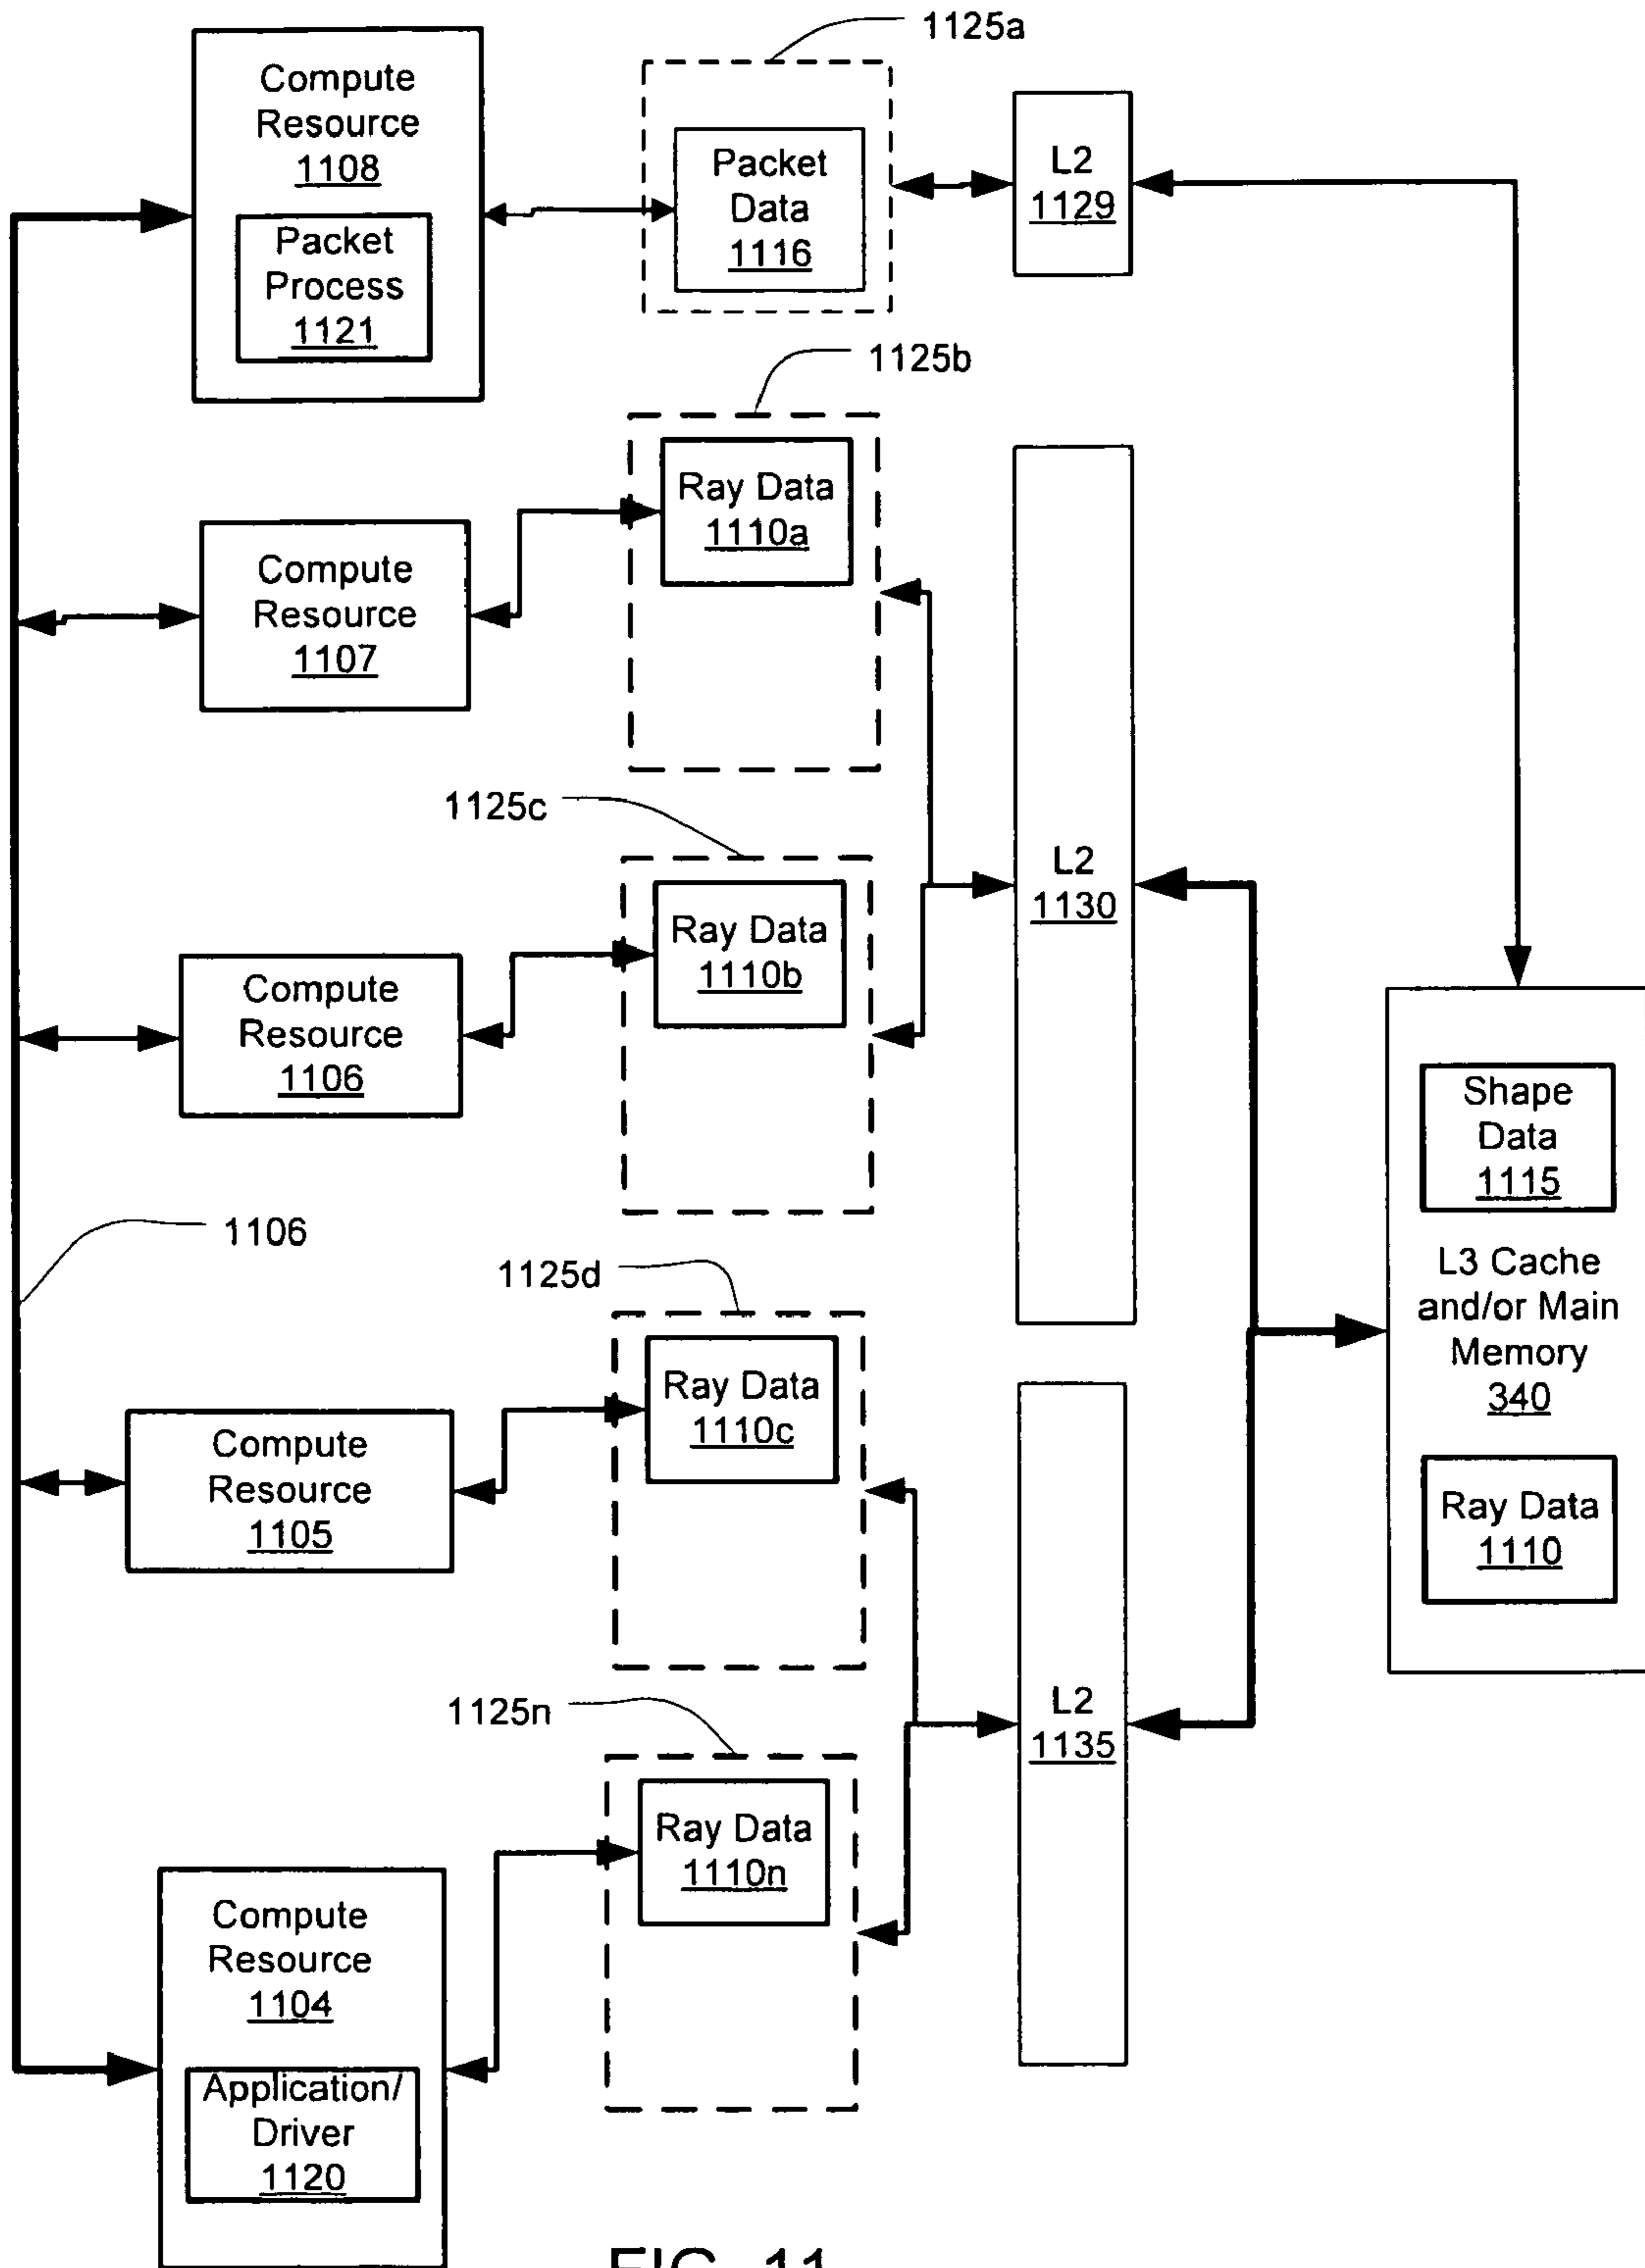 1125a
Compute
Resource
1108
Packet
Process
1121
Packet
Data
1116
L2
1129
1125b
Ray Data
1110a
Compute
Resource
1107
1125c
Ray Data
1110b
L2
1130
Compute
Resource
1106
Shape
Data
1115
L3 Cache
and/or Main
Memory
340
Ray Data
1110
1106
1125d
Ray Data
1110c
Compute
Resource
1105
1125n
L2
1135
Ray Data
1110n
Compute
Resource
1104
Application/
Driver
1120
FIG. 11